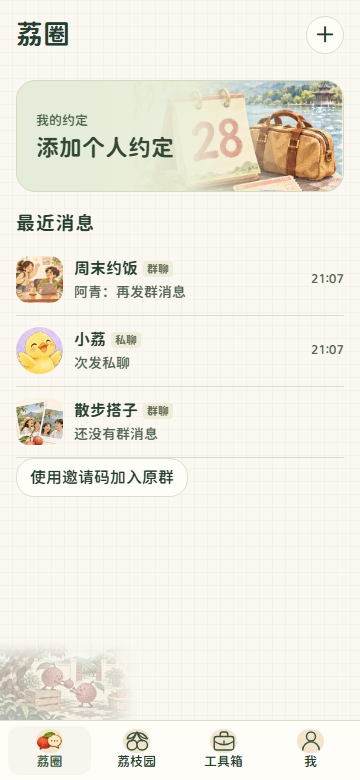 荔圈
我的约定
添加个人约定
28
最近消息
周末约饭 群聊
阿青：再发群消息
21:07
小荔 私聊
次发私聊
21:07
散步搭子 群聊
还没有群消息
使用邀请码加入原群
荔圈 荔枝园 工具箱 我